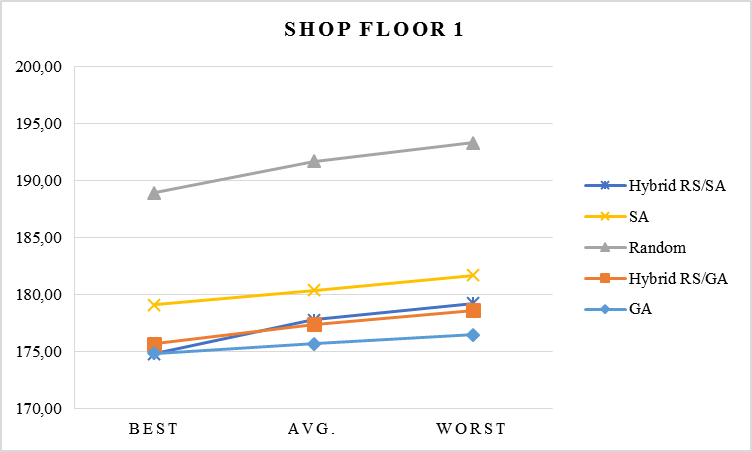 SHOP FLOOR 1
200,00
195,00
190,00
185,00
180,00
175,00
170,00
BEST AVG. WORST
Hybrid RS/SA
SA
Random
Hybrid RS/GA
GA